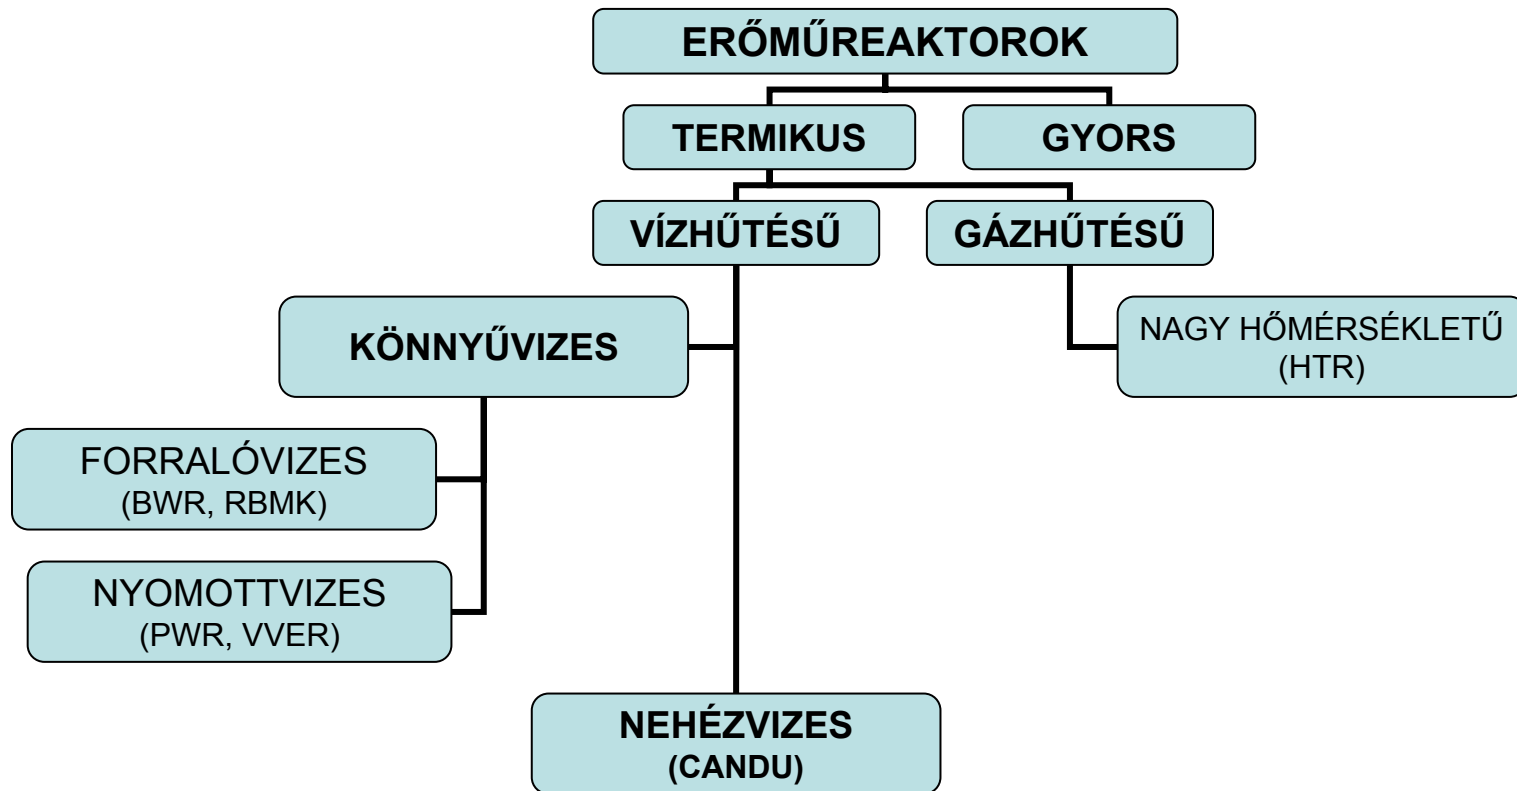 ERŐMŰREAKTOROK
TERMIKUS
GYORS
VÍZHŰTÉSŰ
GÁZHŰTÉSŰ
KÖNNYŰVIZES
NAGY HŐMÉRSÉKLETŰ
(HTR)
FORRALÓVIZES
(BWR, RBMK)
NYOMOTTVIZES
(PWR, VVER)
NEHÉZVIZES
(CANDU)